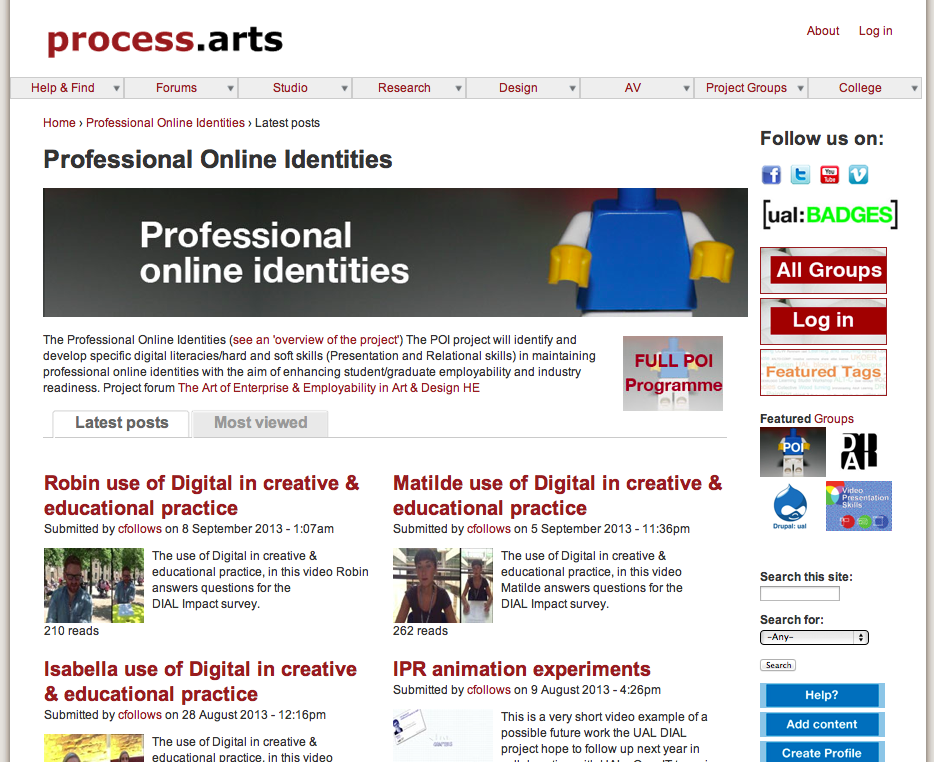 process.arts
About Log in
Help & Find Forums Studio Research Design AV Project Groups College
Home › Professional Online Identities › Latest posts
Professional Online Identities
Professional
online identities
The Professional Online Identities (see an 'overview of the project') The POI project will identify and
develop specific digital literacies/hard and soft skills (Presentation and Relational skills) in maintaining
professional online identities with the aim of enhancing student/graduate employability and industry
readiness. Project forum The Art of Enterprise & Employability in Art & Design HE
FULL POI
Programme
Latest posts Most viewed
Robin use of Digital in creative &
educational practice
Submitted by cfollows on 8 September 2013 - 1:07am
The use of Digital in creative &
educational practice, in this video Robin
answers questions for the
DIAL Impact survey.
210 reads
Matilde use of Digital in creative &
educational practice
Submitted by cfollows on 5 September 2013 - 11:36pm
The use of Digital in creative &
educational practice, in this video
Matilde answers questions for the
DIAL Impact survey.
262 reads
Isabella use of Digital in creative
& educational practice
Submitted by cfollows on 28 August 2013 - 12:16pm
The use of Digital in creative &
educational practice, in this video
IPR animation experiments
Submitted by cfollows on 9 August 2013 - 4:26pm
This is a very short video example of a
possible future work the UAL DIAL
project hope to follow up next year in
Follow us on:
You
Tube
[ual:BADGES]
All Groups
Log in
Featured Tags
Featured Groups
POI
DIAL
Drupal: ual
Video
Presentation
Skills
Search this site:
Search for:
-Any-
Search
Help?
Add content
Create Profile